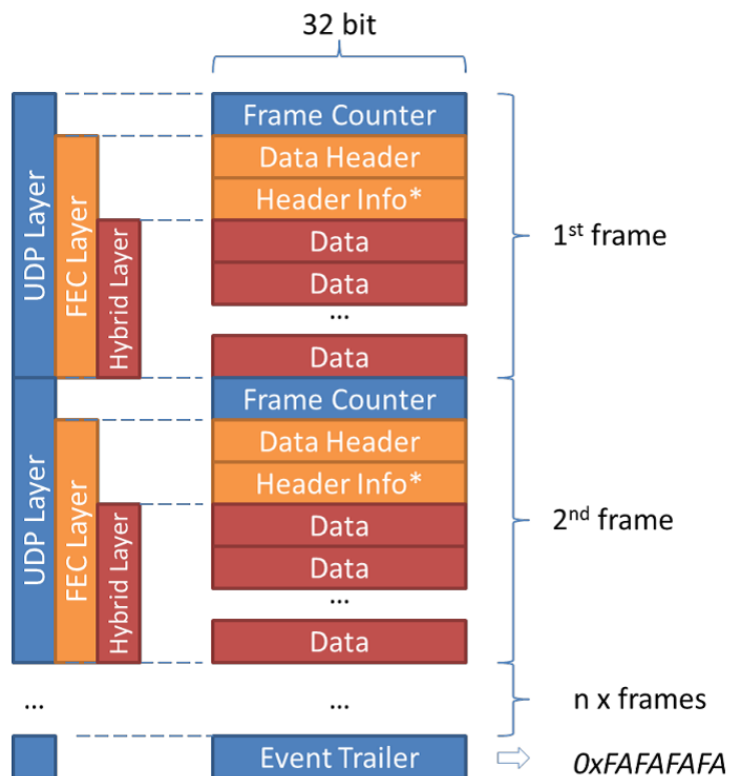 32 bit
UDP Layer
FEC Layer
Hybrid Layer
Frame Counter
Data Header
Header Info*
Data
Data
...
Data
1st frame
UDP Layer
FEC Layer
Hybrid Layer
Frame Counter
Data Header
Header Info*
Data
Data
...
Data
2nd frame
...
...
n x frames
Event Trailer
0xFAFAFAFA